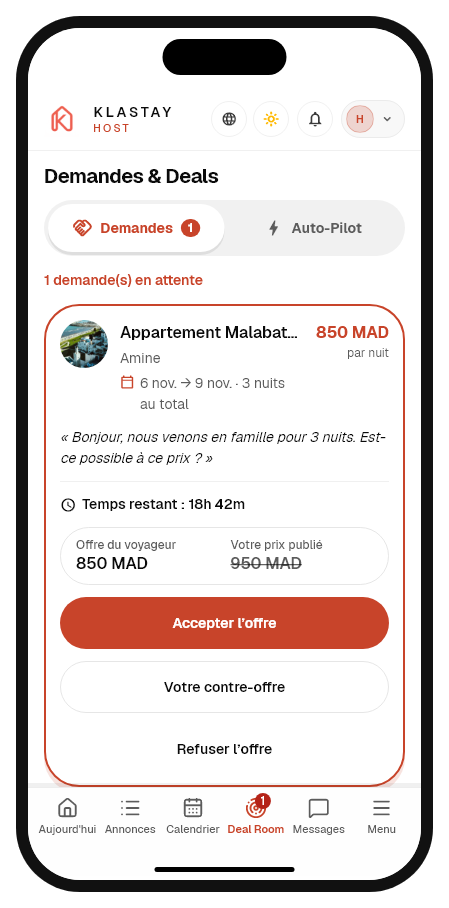 KLASTAY
HOST
H
Demandes & Deals
Demandes 1
Auto-Pilot
1 demande(s) en attente
Appartement Malabat...
850 MAD
Amine
par nuit
6 nov. → 9 nov. · 3 nuits
au total
« Bonjour, nous venons en famille pour 3 nuits. Est-
ce possible à ce prix ? »
Temps restant : 18h 42m
Offre du voyageur
Votre prix publié
850 MAD
950 MAD
Accepter l'offre
Votre contre-offre
Refuser l'offre
1
Aujourd'hui
Annonces
Calendrier
Deal Room
Messages
Menu